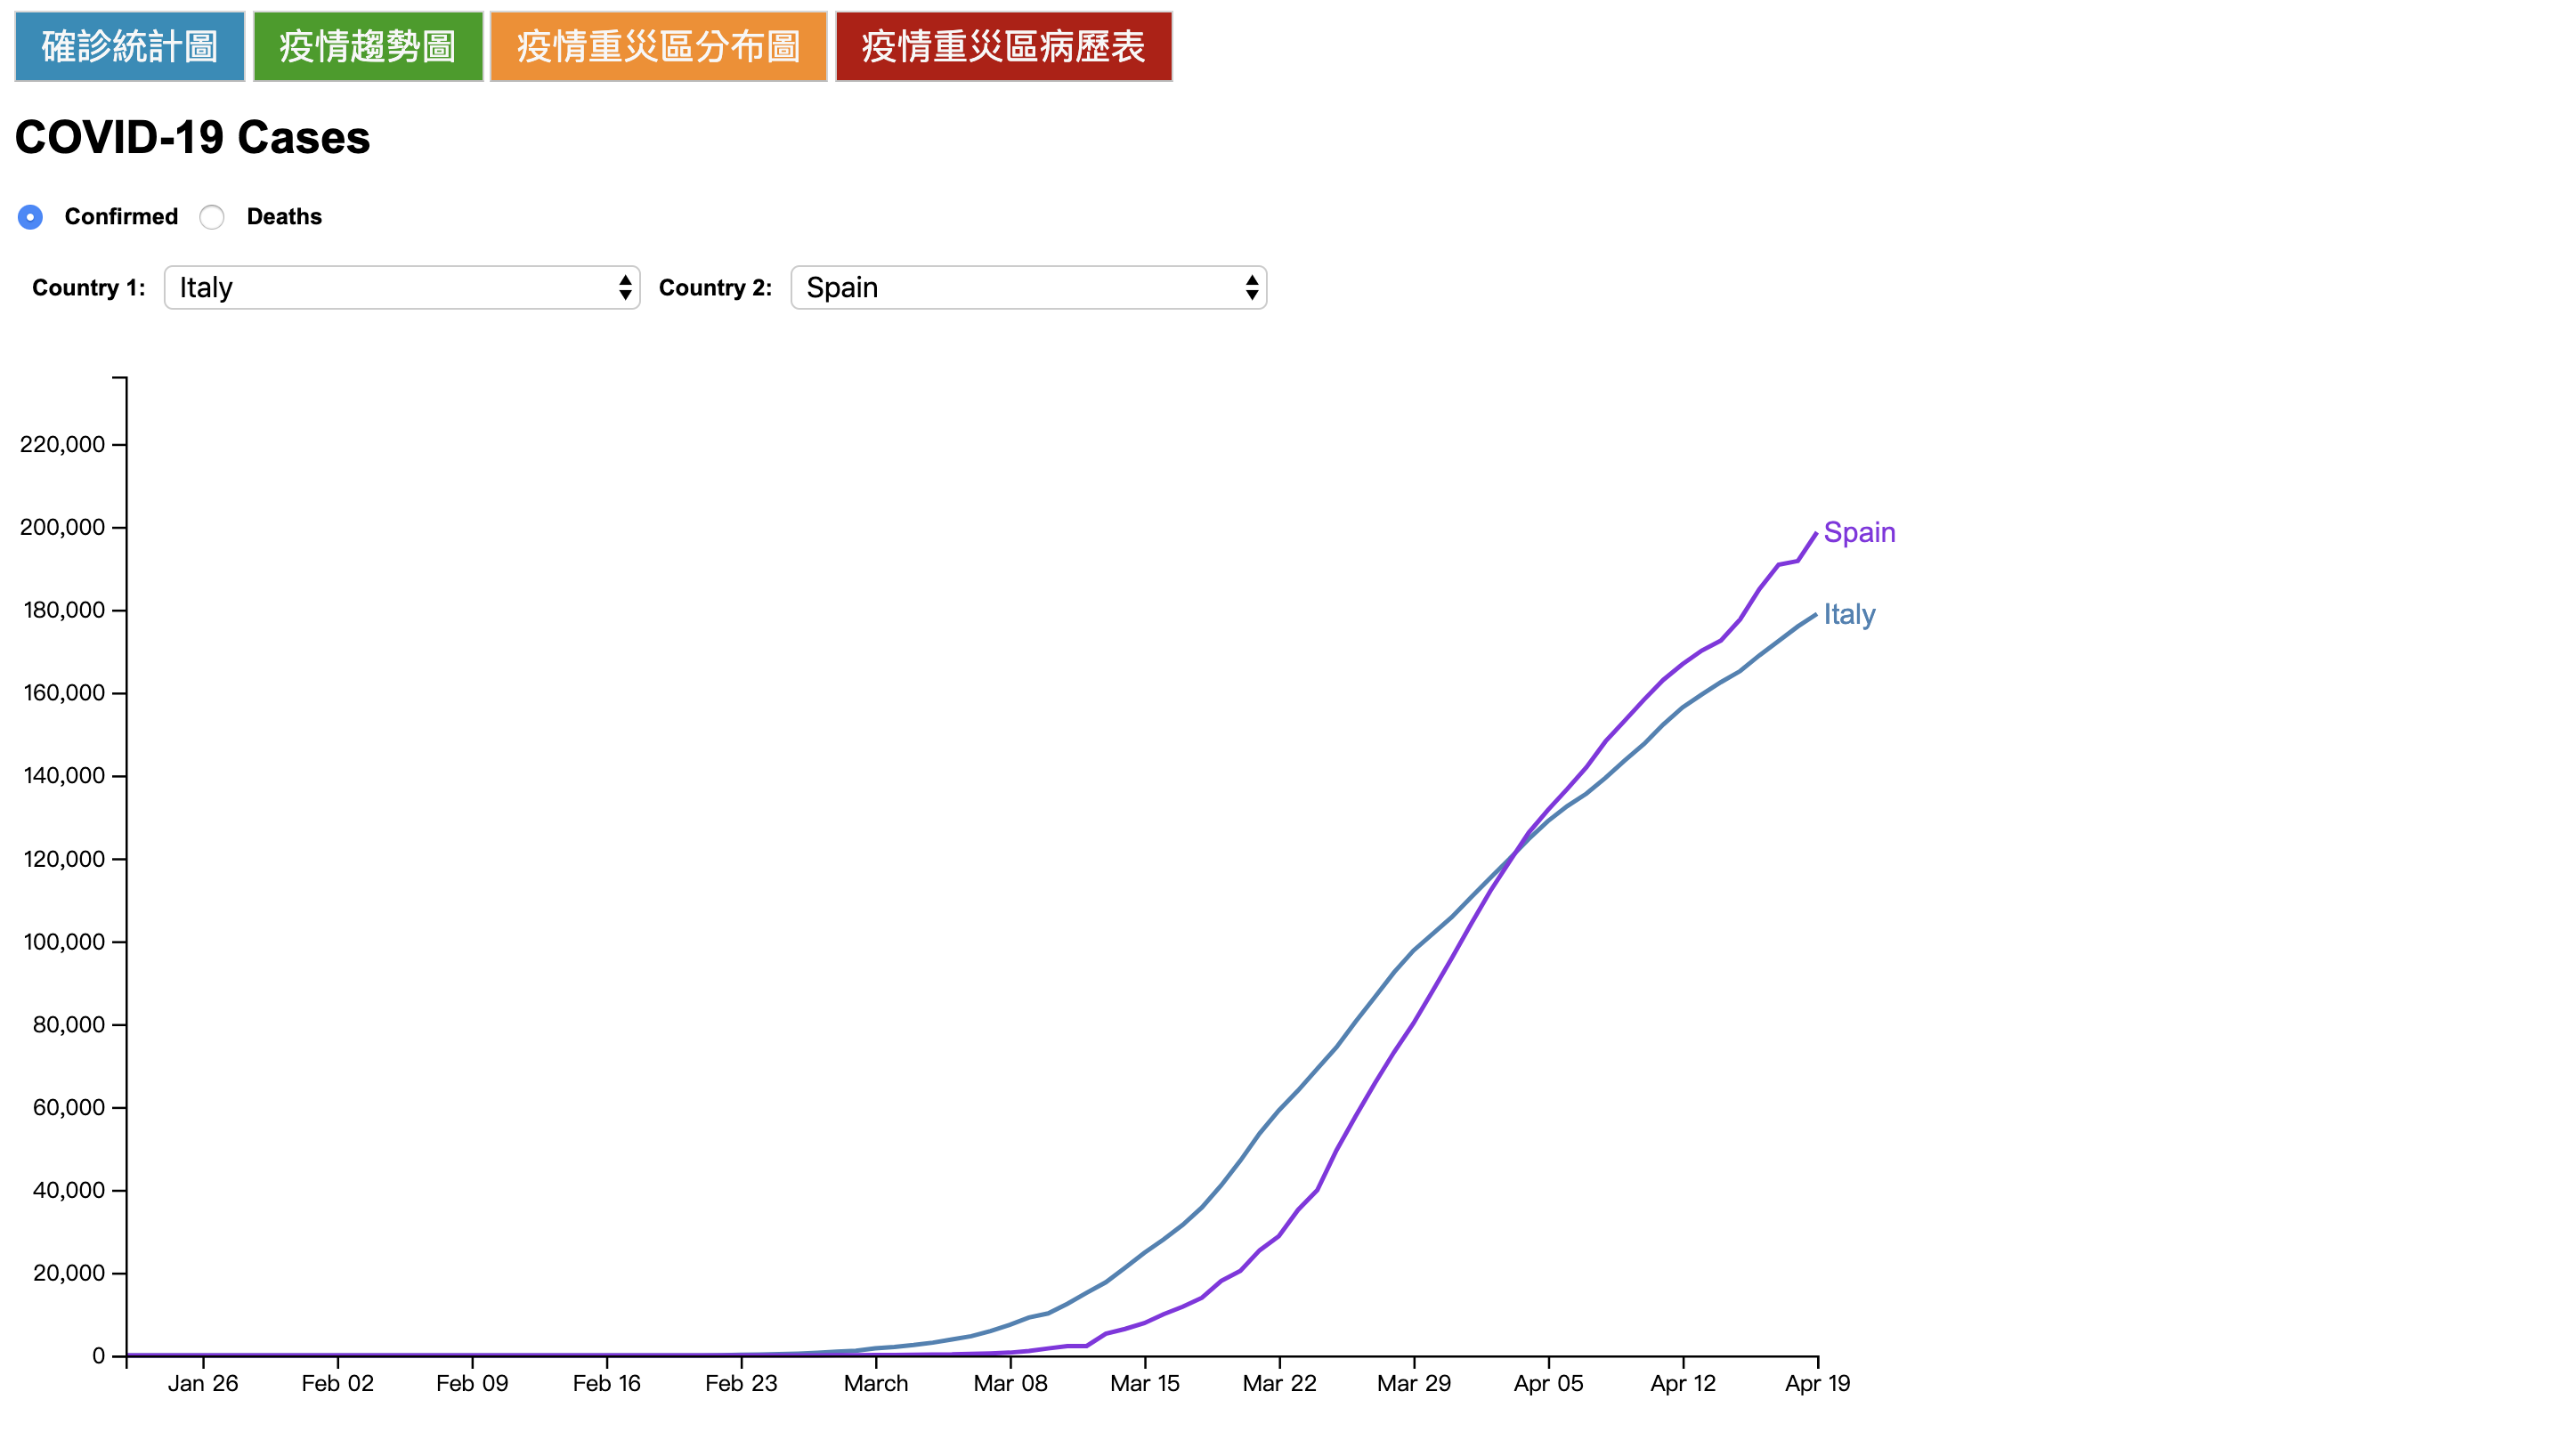 確診統計圖 疫情趨勢圖 疫情重災區分布圖 疫情重災區病歷表
COVID-19 Cases
Confirmed Deaths
Country 1: Italy Country 2: Spain
220,000
200,000
Spain
180,000
Italy
160,000
140,000
120,000
100,000
80,000
60,000
40,000
20,000
0
Jan 26 Feb 02 Feb 09 Feb 16 Feb 23 March Mar 08 Mar 15 Mar 22 Mar 29 Apr 05 Apr 12 Apr 19